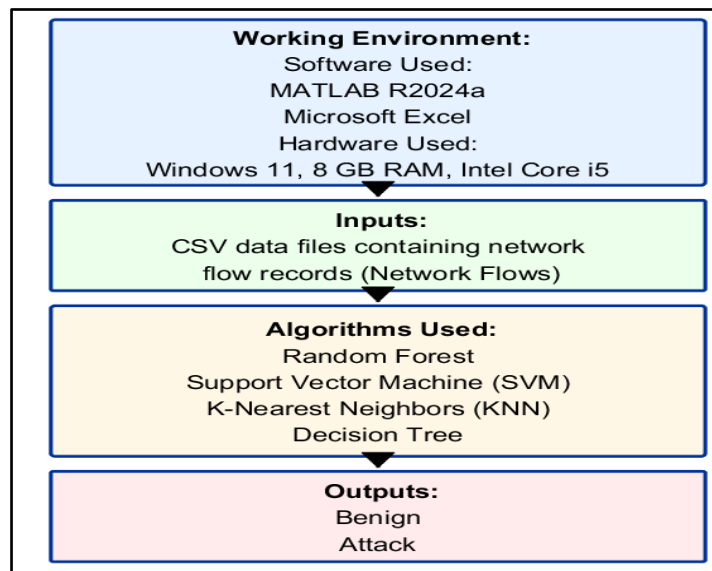 Working Environment:
Software Used:
MATLAB R2024a
Microsoft Excel
Hardware Used:
Windows 11, 8 GB RAM, Intel Core i5
Inputs:
CSV data files containing network
flow records (Network Flows)
Algorithms Used:
Random Forest
Support Vector Machine (SVM)
K-Nearest Neighbors (KNN)
Decision Tree
Outputs:
Benign
Attack